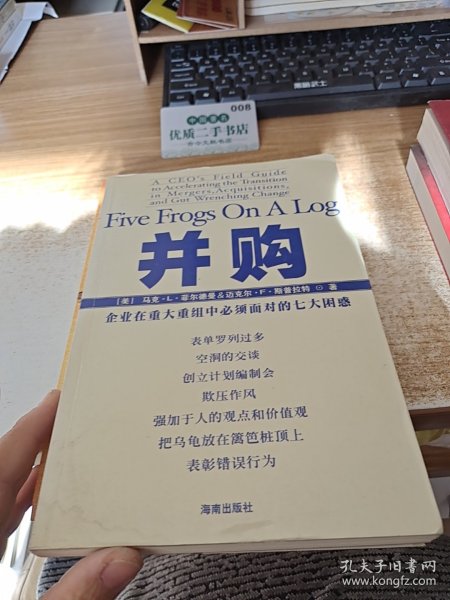 008
中国書店
优质二手书店
A CEO's Field Guide
to Accelerating the Transition
in Mergers, Acquisitions,
and Gut Wrenching Change
Five Frogs On A Log
并购
[美] 马克·L·菲尔德曼&迈克尔·F·斯普拉特 ⊙ 著
企业在重大重组中必须面对的七大困惑
表单罗列过多
空洞的交谈
创立计划编制会
欺压作风
强加于人的观点和价值观
把乌龟放在篱笆桩顶上
表彰错误行为
海南出版社
孔夫子旧书网
www.kongfz.com